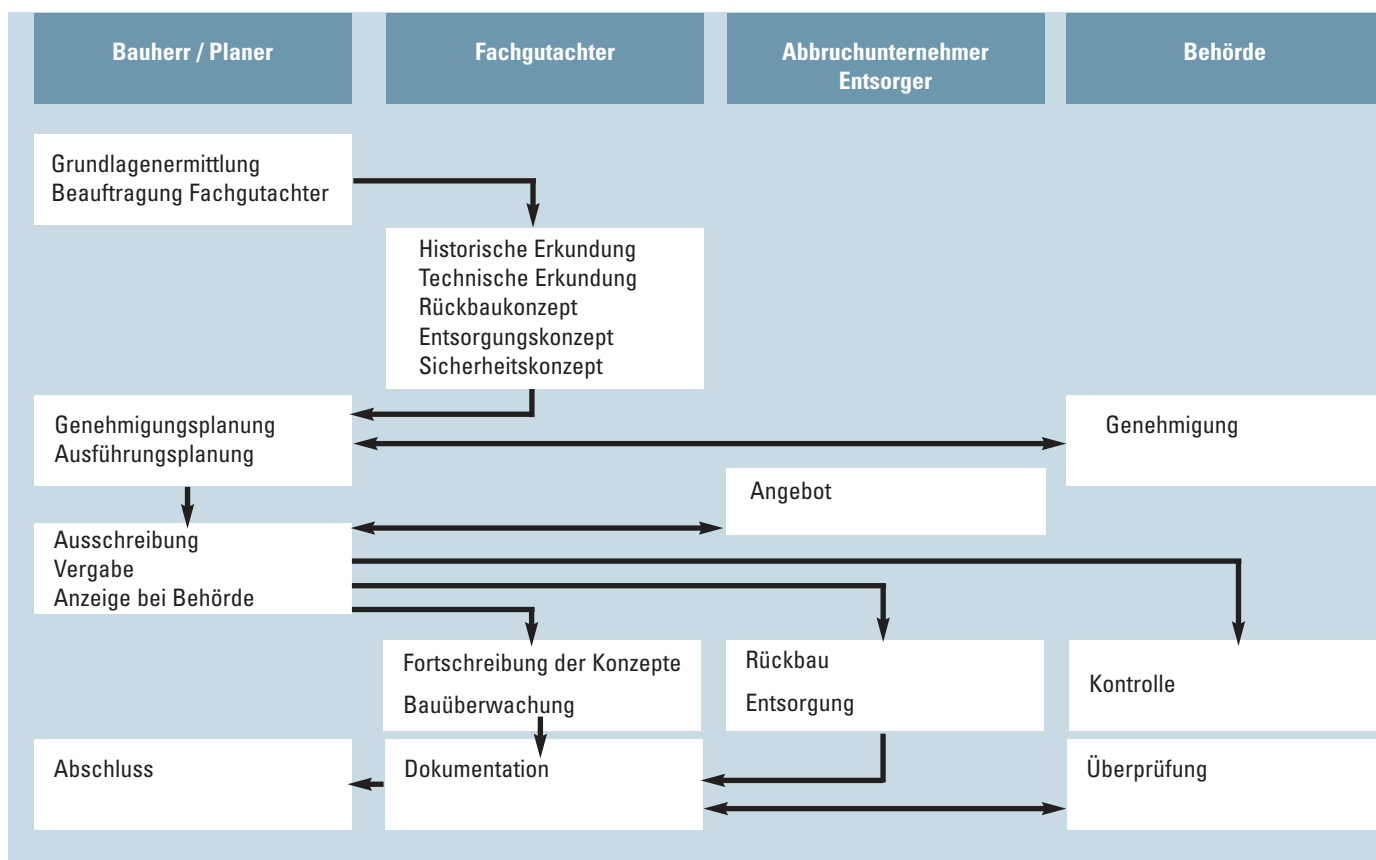 Bauherr / Planer
Fachgutachter
Abbruchunternehmer
Entsorger
Behörde
Grundlagenermittlung
Beauftragung Fachgutachter
Historische Erkundung
Technische Erkundung
Rückbaukonzept
Entsorgungskonzept
Sicherheitskonzept
Genehmigungsplanung
Ausführungsplanung
Genehmigung
Angebot
Ausschreibung
Vergabe
Anzeige bei Behörde
Fortschreibung der Konzepte
Bauüberwachung
Rückbau
Entsorgung
Kontrolle
Abschluss
Dokumentation
Überprüfung